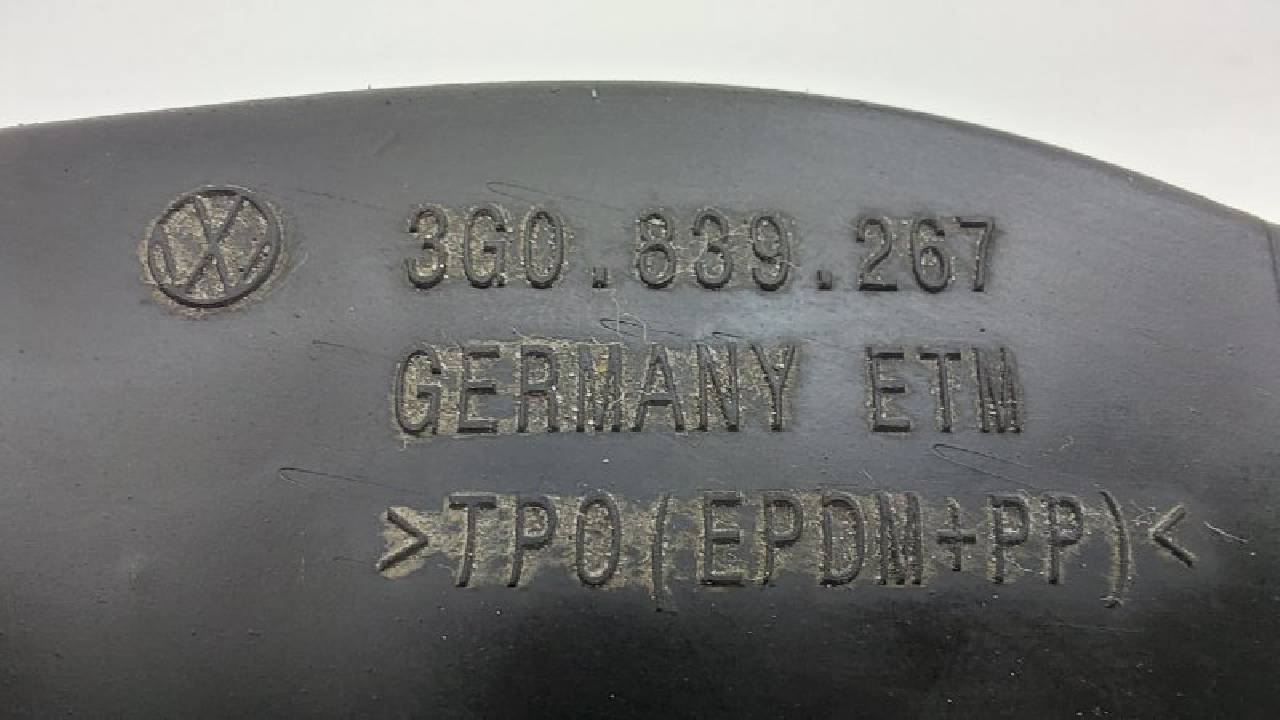 3G0.839.267
GERMANY ETM
>TPO(EPDM+PP)<